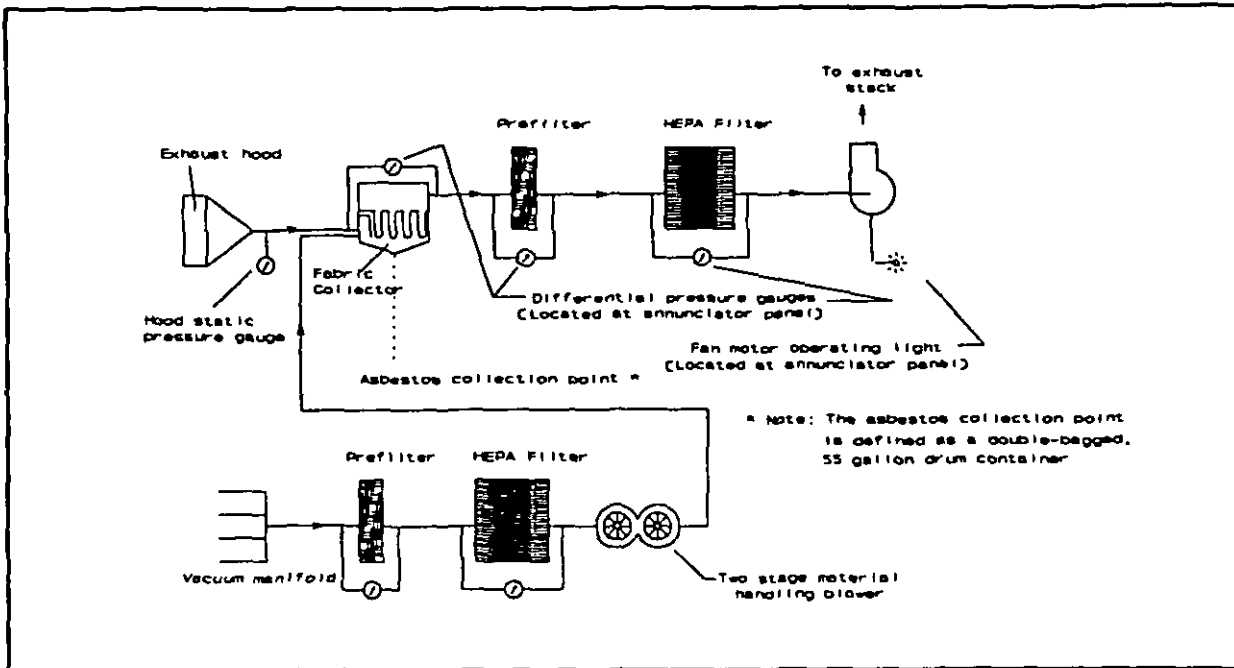 To exhaust
stack
Prefilter
HEPA Filter
Exhaust hood
Fabric
Collector
Hood static
pressure gauge
Differential pressure gauges
(Located at annunciator panel)
Fan motor operating light
(Located at annunciator panel)
Asbestos collection point *
* Note: The asbestos collection point
is defined as a double-bagged,
55 gallon drum container
Prefilter
HEPA Filter
Vacuum manifold
Two stage material
handling blower